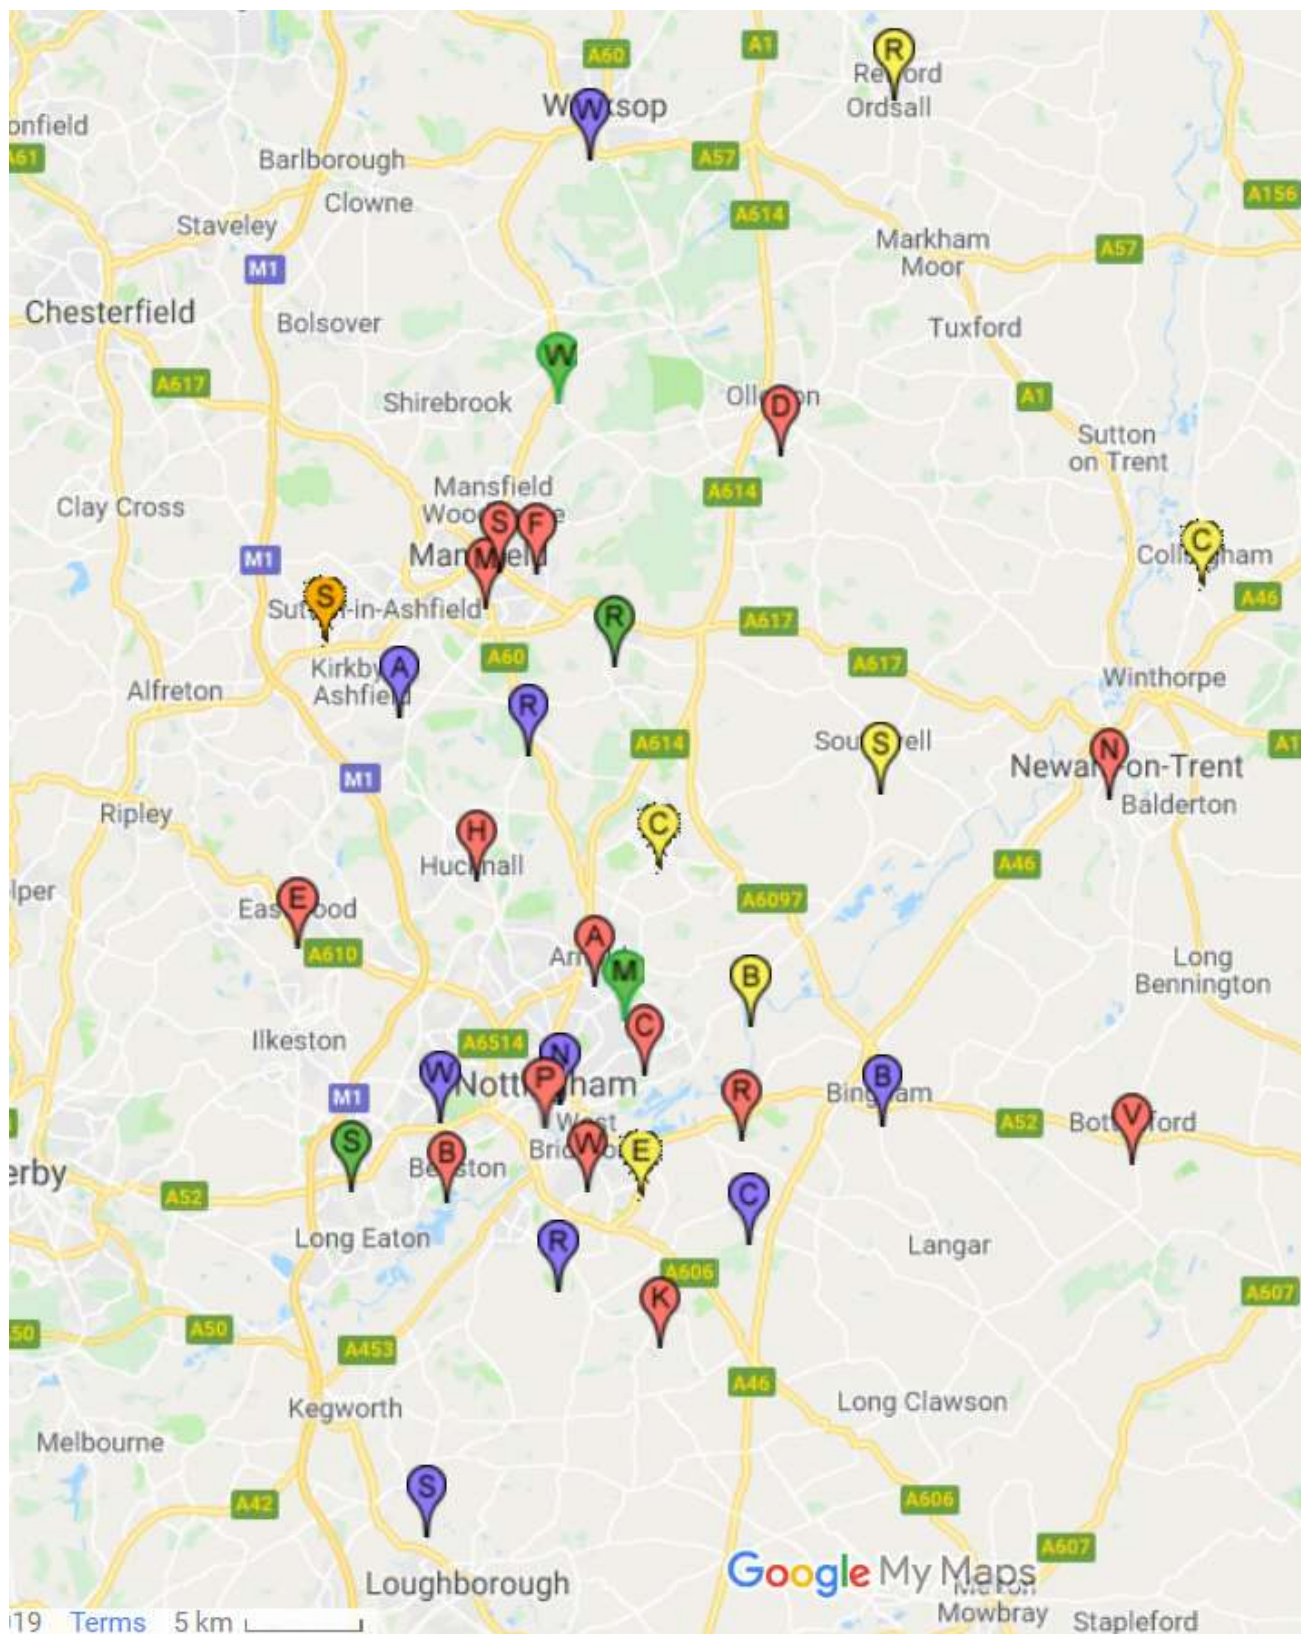 A60
A1
R
Retford
Ordsall
Worksop
W
onfield
A61
Barlborough
A57
Clowne
A156
Staveley
A614
Markham
Moor
A57
M1
Chesterfield
Bolsover
Tuxford
W
A617
Shirebrook
Ollerton
D
A1
Sutton
on Trent
Mansfield
Woodhouse
A614
Clay Cross
S
F
M
Mansfield
M1
C
Collingham
S
Sutton-in-Ashfield
A46
R
A617
A60
A617
Kirkby
Ashfield
A
Alfreton
Winthorpe
R
A614
Southwell
S
N
A1
Newark-on-Trent
M1
Balderton
Ripley
C
H
Hucknall
A46
lper
E
Eastwood
A6097
A610
A
Arnold
M
B
Long
Bennington
C
Ilkeston
A6514
N
W
Nottingham
P
B
Bingham
R
M1
V
Bottesford
A52
West
Bridgford
W
S
B
Beeston
E
erby
A52
C
Long Eaton
R
Langar
A606
K
A607
50
A50
A453
A46
Long Clawson
Kegworth
Melbourne
S
A42
A606
A607
Google My Maps
Loughborough
Melton
Mowbray
Stapleford
19 Terms 5 km